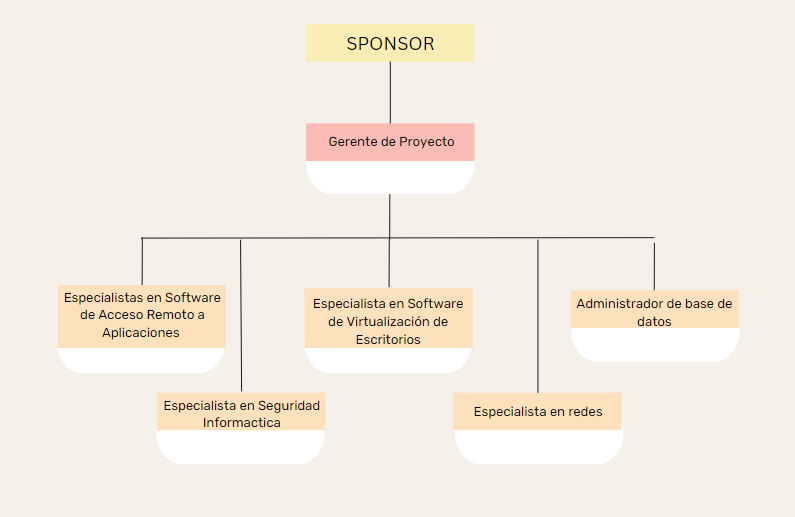 SPONSOR
Gerente de Proyecto
Especialistas en Software
de Acceso Remoto a
Aplicaciones
Especialista en Software
de Virtualización de
Escritorios
Administrador de base de
datos
Especialista en Seguridad
Informactica
Especialista en redes